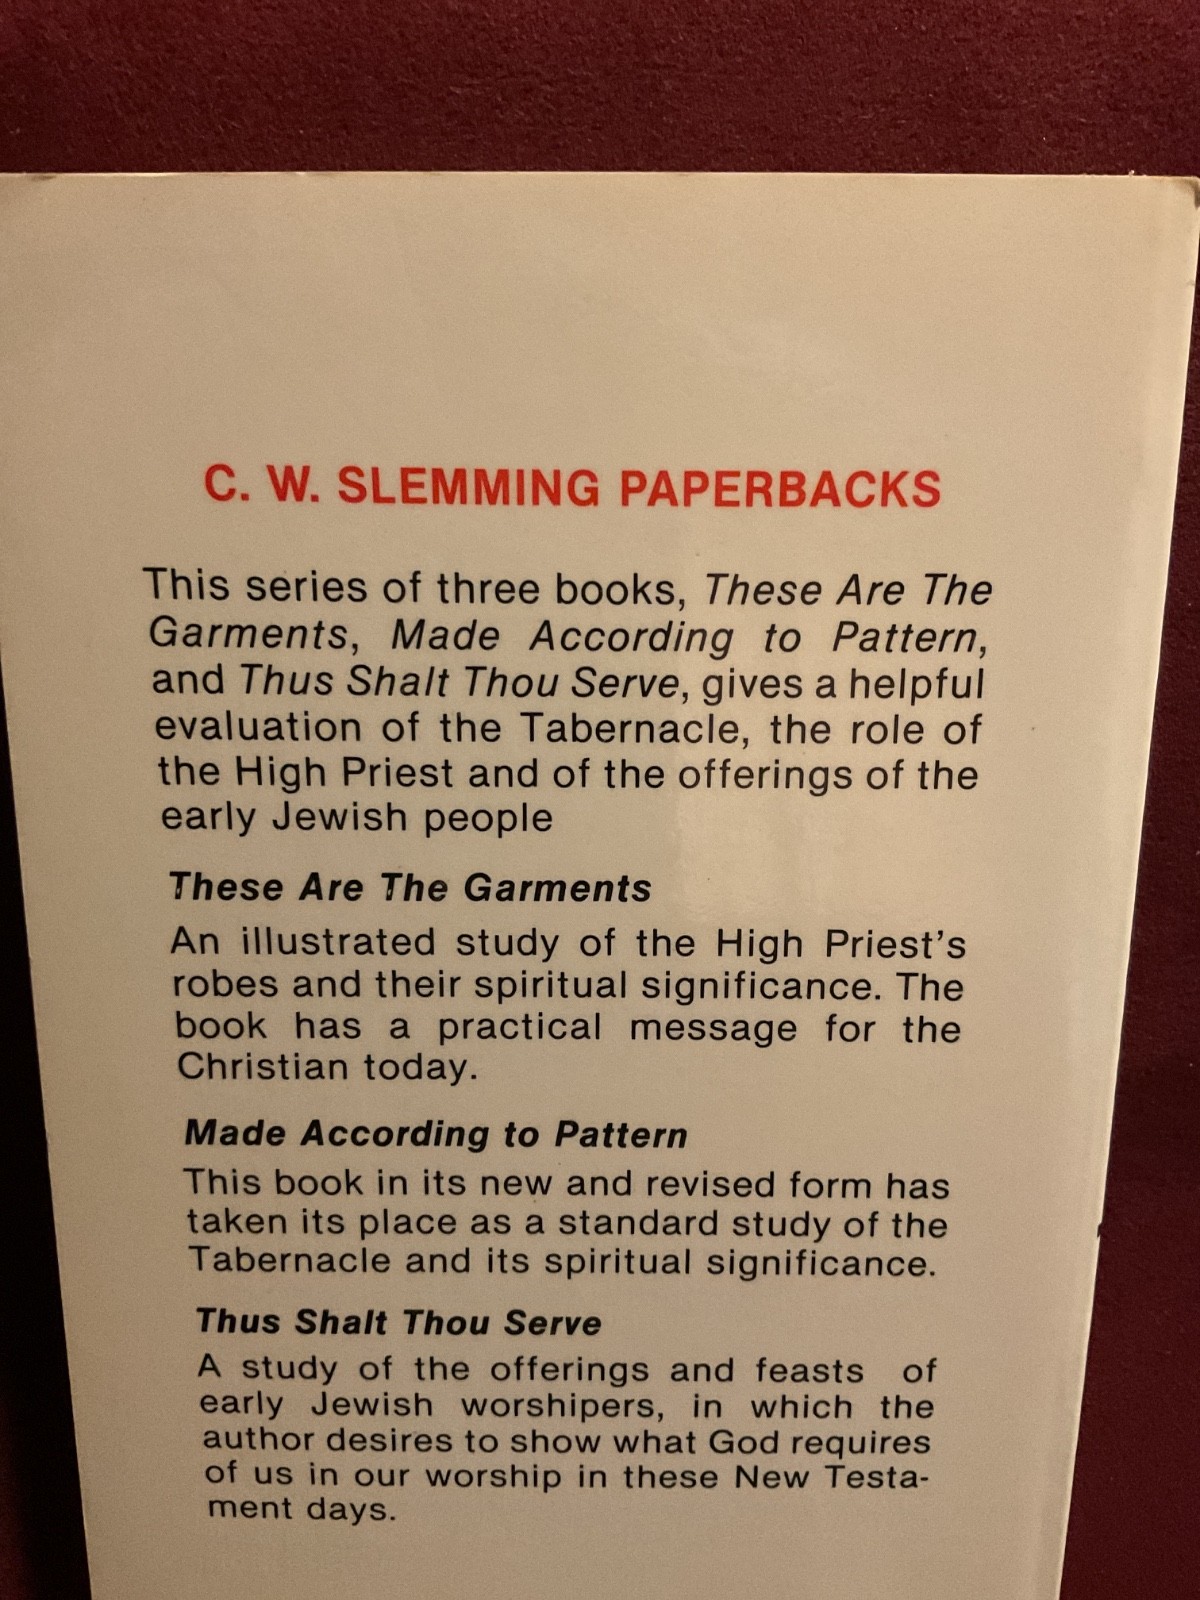 C. W. SLEMMING PAPERBACKS
This series of three books, These Are The
Garments, Made According to Pattern,
and Thus Shalt Thou Serve, gives a helpful
evaluation of the Tabernacle, the role of
the High Priest and of the offerings of the
early Jewish people
These Are The Garments
An illustrated study of the High Priest's
robes and their spiritual significance. The
book has a practical message for the
Christian today.
Made According to Pattern
This book in its new and revised form has
taken its place as a standard study of the
Tabernacle and its spiritual significance.
Thus Shalt Thou Serve
A study of the offerings and feasts of
early Jewish worshipers, in which the
author desires to show what God requires
of us in our worship in these New Testa-
ment days.